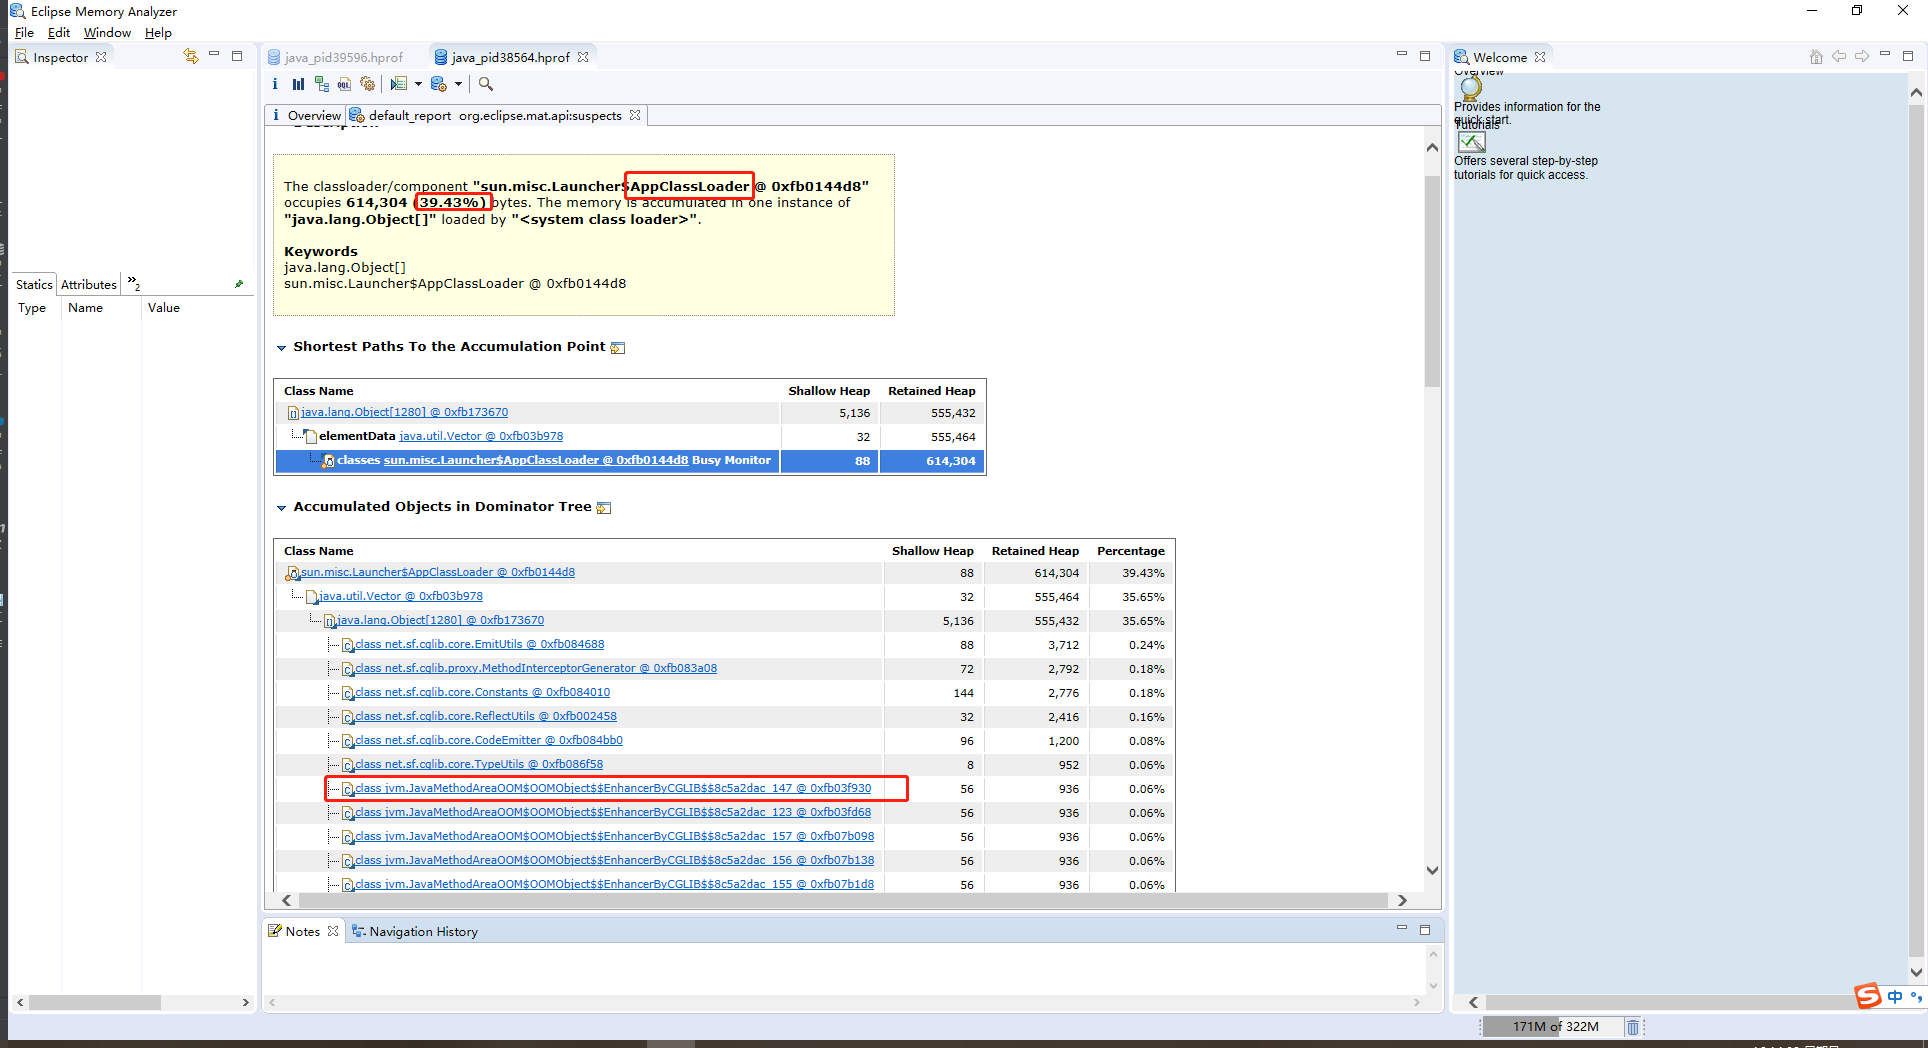 Eclipse Memory Analyzer
File Edit Window Help
Inspector
java_pid39596.hprof
java_pid38564.hprof
Welcome
i Overview
default_report org.eclipse.mat.api:suspects
Overview
Provides information for the
quick start.
Tutorials
Offers several step-by-step
tutorials for quick access.
The classloader/component "sun.misc.Launcher$AppClassLoader @ 0xfb0144d8"
occupies 614,304 (39.43%) bytes. The memory is accumulated in one instance of
"java.lang.Object[]" loaded by "<system class loader>".
Keywords
java.lang.Object[]
sun.misc.Launcher$AppClassLoader @ 0xfb0144d8
Statics Attributes »2
Type Name Value
Shortest Paths To the Accumulation Point
Class Name Shallow Heap Retained Heap
java.lang.Object[1280] @ 0xfb173670 5,136 555,432
elementData java.util.Vector @ 0xfb03b978 32 555,464
classes sun.misc.Launcher$AppClassLoader @ 0xfb0144d8 Busy Monitor 88 614,304
Accumulated Objects in Dominator Tree
Class Name Shallow Heap Retained Heap Percentage
sun.misc.Launcher$AppClassLoader @ 0xfb0144d8 88 614,304 39.43%
java.util.Vector @ 0xfb03b978 32 555,464 35.65%
java.lang.Object[1280] @ 0xfb173670 5,136 555,432 35.65%
class net.sf.cglib.core.EmitUtils @ 0xfb084688 88 3,712 0.24%
class net.sf.cglib.proxy.MethodInterceptorGenerator @ 0xfb083a08 72 2,792 0.18%
class net.sf.cglib.core.Constants @ 0xfb084010 144 2,776 0.18%
class net.sf.cglib.core.ReflectUtils @ 0xfb002458 32 2,416 0.16%
class net.sf.cglib.core.CodeEmitter @ 0xfb084bb0 96 1,200 0.08%
class net.sf.cglib.core.TypeUtils @ 0xfb086f58 8 952 0.06%
class jvm.JavaMethodAreaOOM$OOMObject$$EnhancerByCGLIB$$8c5a2dac_147 @ 0xfb03f930 56 936 0.06%
class jvm.JavaMethodAreaOOM$OOMObject$$EnhancerByCGLIB$$8c5a2dac_123 @ 0xfb03fd68 56 936 0.06%
class jvm.JavaMethodAreaOOM$OOMObject$$EnhancerByCGLIB$$8c5a2dac_157 @ 0xfb07b098 56 936 0.06%
class jvm.JavaMethodAreaOOM$OOMObject$$EnhancerByCGLIB$$8c5a2dac_156 @ 0xfb07b138 56 936 0.06%
class jvm.JavaMethodAreaOOM$OOMObject$$EnhancerByCGLIB$$8c5a2dac_155 @ 0xfb07b1d8 56 936 0.06%
Notes
Navigation History
中
171M of 322M